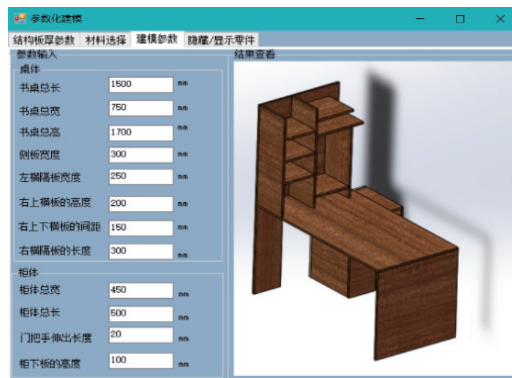 参数化建模
结构板厚参数 材料选择 建模参数 隐藏/显示零件
参数输入 结果查看
桌体
书桌总长 1500 mm
书桌总宽 750 mm
书桌总高 1700 mm
侧板宽度 300 mm
左横隔板宽度 250 mm
右上横板的高度 200 mm
右上下横板的间距 150 mm
右横隔板的长度 300 mm
柜体
柜体总宽 450 mm
柜体总长 500 mm
门把手伸出长度 20 mm
柜下板的高度 100 mm